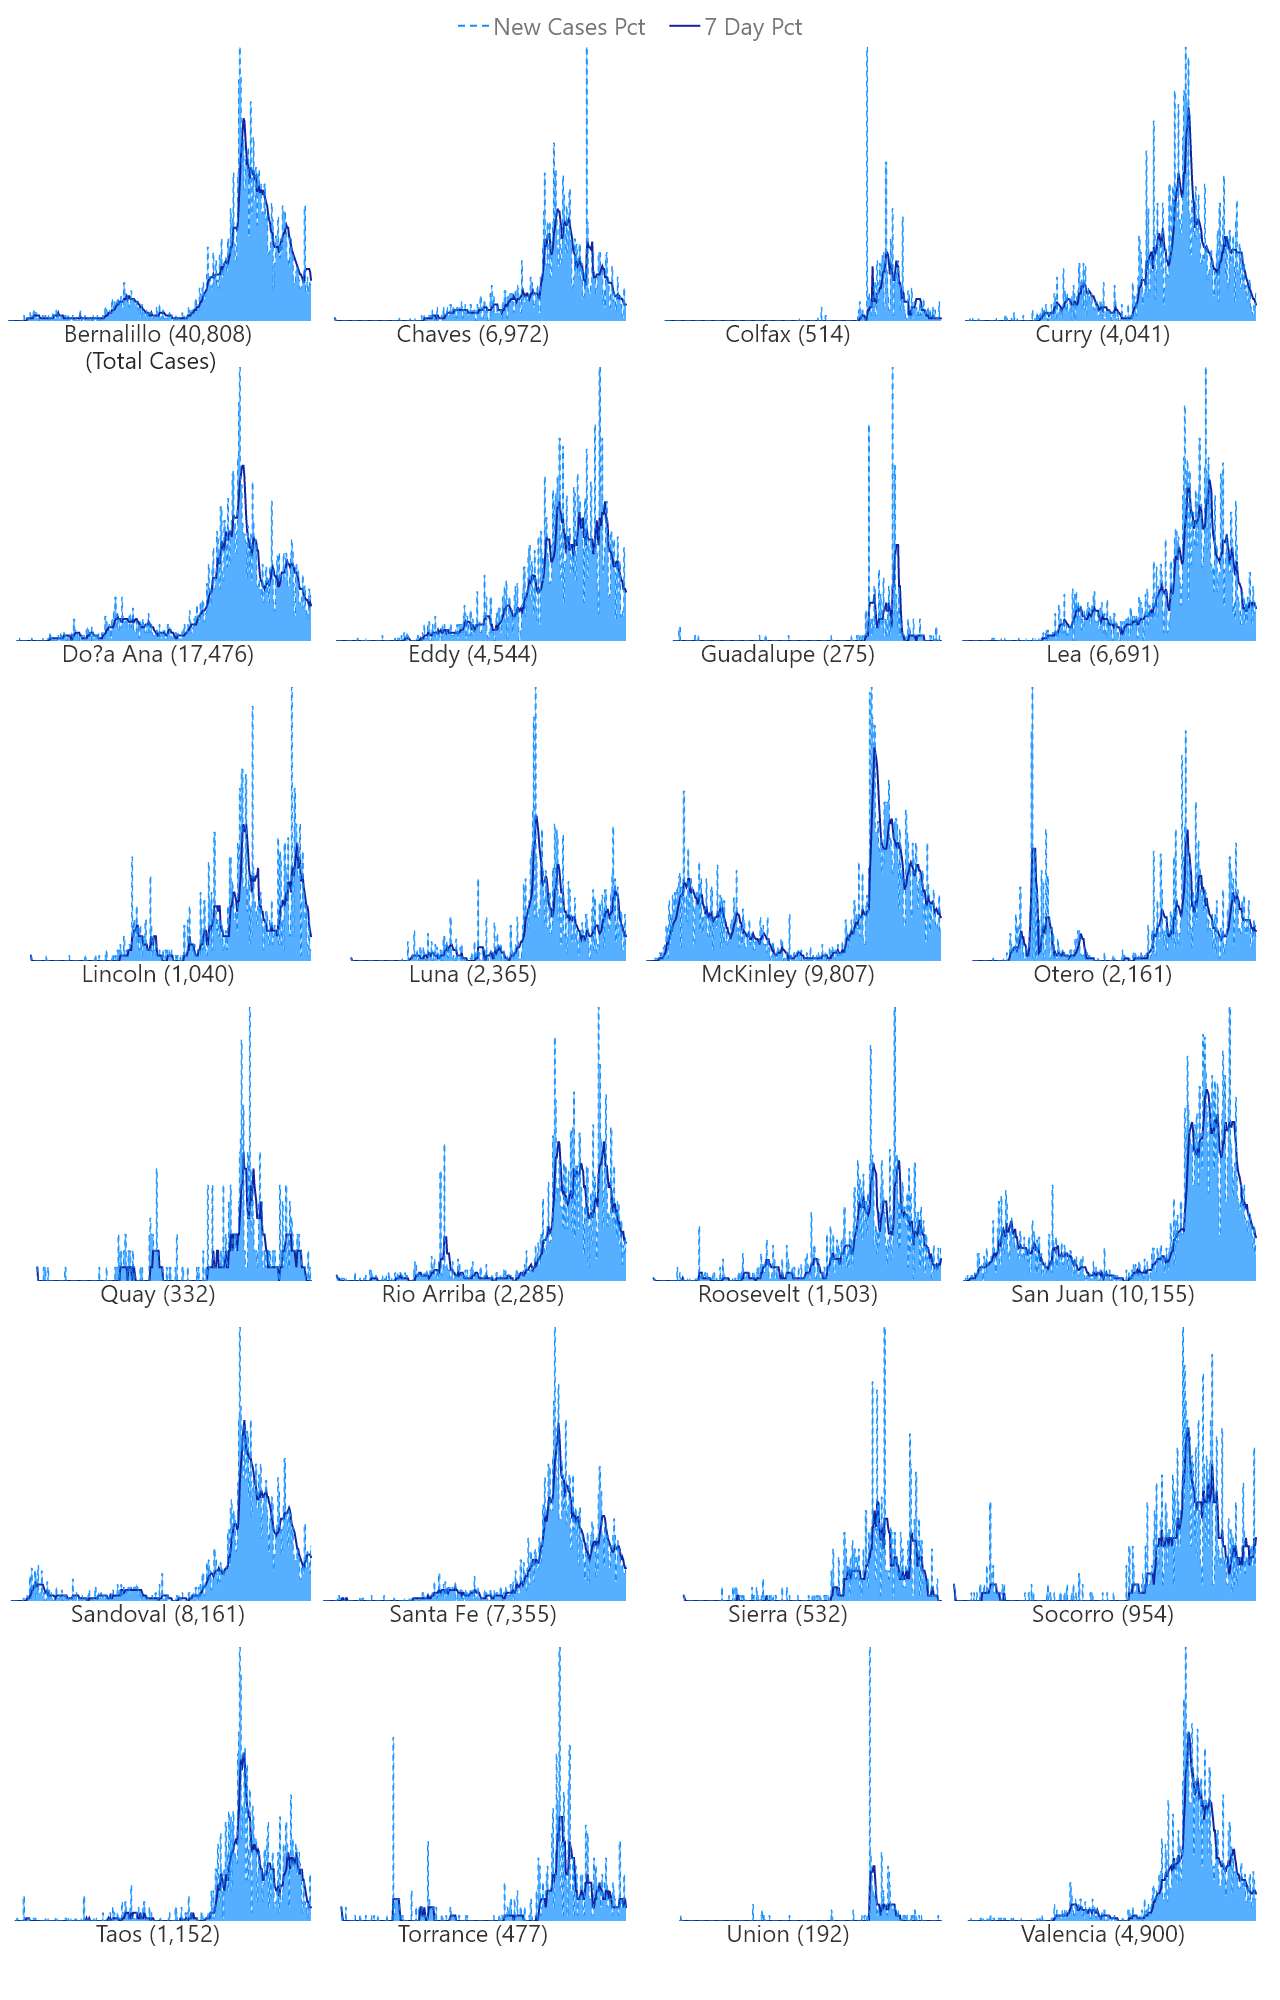 New Cases Pct 7 Day Pct
Bernalillo (40,808) Chaves (6,972) Colfax (514) Curry (4,041)
(Total Cases)
Do?a Ana (17,476) Eddy (4,544) Guadalupe (275) Lea (6,691)
Lincoln (1,040) Luna (2,365) McKinley (9,807) Otero (2,161)
Quay (332) Rio Arriba (2,285) Roosevelt (1,503) San Juan (10,155)
Sandoval (8,161) Santa Fe (7,355) Sierra (532) Socorro (954)
Taos (1,152) Torrance (477) Union (192) Valencia (4,900)